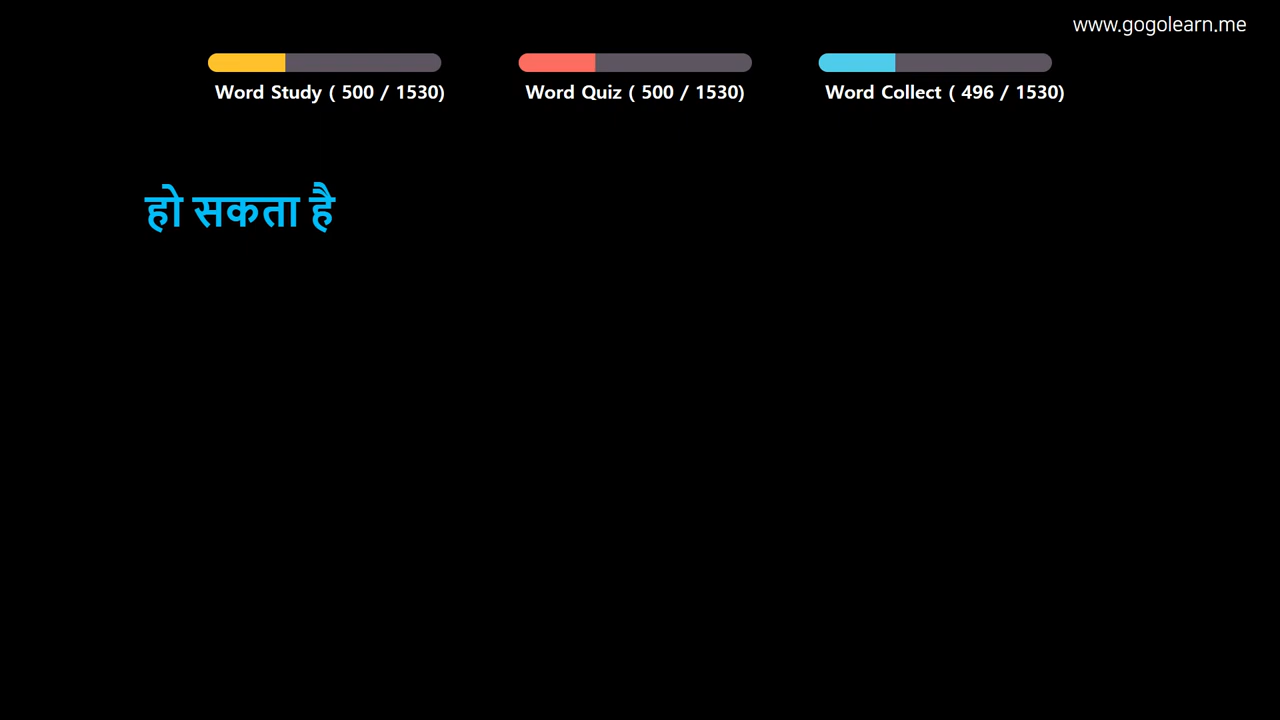 www.gogolearn.me
Word Study ( 500 / 1530)
Word Quiz ( 500 / 1530)
Word Collect ( 496 / 1530)
हो सकता है